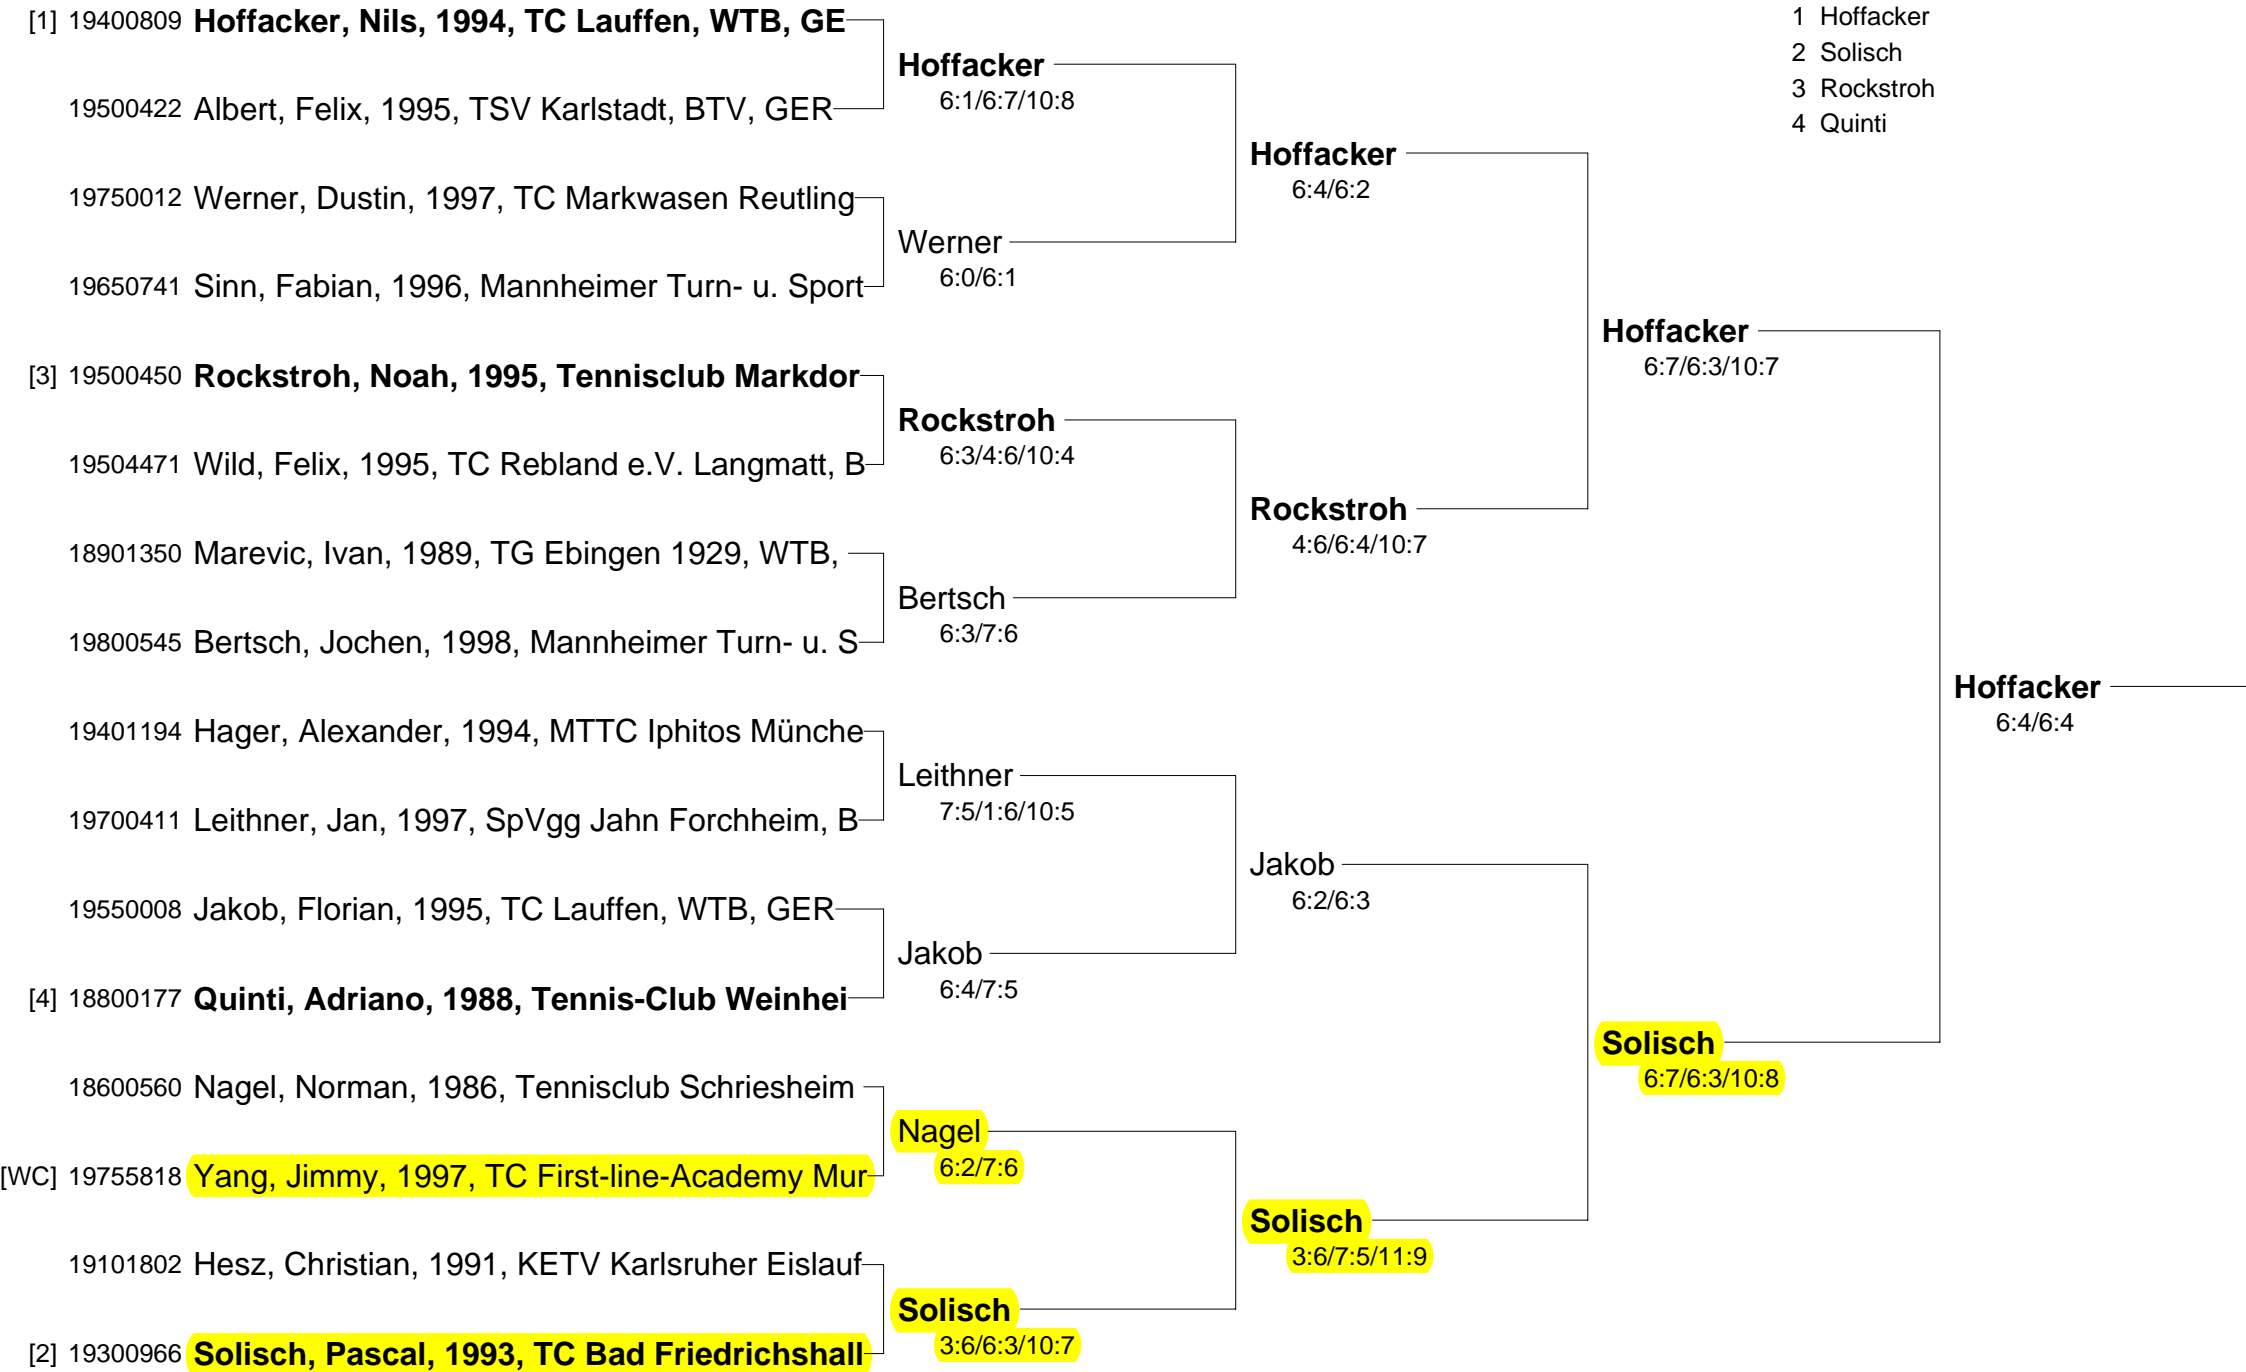 [1] 19400809 Hoffacker, Nils, 1994, TC Lauffen, WTB, GE
19500422 Albert, Felix, 1995, TSV Karlstadt, BTV, GER
19750012 Werner, Dustin, 1997, TC Markwasen Reutling
19650741 Sinn, Fabian, 1996, Mannheimer Turn- u. Sport
[3] 19500450 Rockstroh, Noah, 1995, Tennisclub Markdor
19504471 Wild, Felix, 1995, TC Rebland e.V. Langmatt, B
18901350 Marevic, Ivan, 1989, TG Ebingen 1929, WTB,
19800545 Bertsch, Jochen, 1998, Mannheimer Turn- u. S
19401194 Hager, Alexander, 1994, MTTC Iphitos Münche
19700411 Leithner, Jan, 1997, SpVgg Jahn Forchheim, B
19550008 Jakob, Florian, 1995, TC Lauffen, WTB, GER
[4] 18800177 Quinti, Adriano, 1988, Tennis-Club Weinhei
18600560 Nagel, Norman, 1986, Tennisclub Schriesheim
[WC] 19755818 Yang, Jimmy, 1997, TC First-line-Academy Mur
19101802 Hesz, Christian, 1991, KETV Karlsruher Eislauf
[2] 19300966 Solisch, Pascal, 1993, TC Bad Friedrichshall
Hoffacker
6:1/6:7/10:8
Werner
6:0/6:1
Rockstroh
6:3/4:6/10:4
Bertsch
6:3/7:6
Leithner
7:5/1:6/10:5
Jakob
6:4/7:5
Nagel
6:2/7:6
Solisch
3:6/6:3/10:7
Hoffacker
6:4/6:2
Rockstroh
4:6/6:4/10:7
Jakob
6:2/6:3
Solisch
3:6/7:5/11:9
Hoffacker
6:7/6:3/10:7
Solisch
6:7/6:3/10:8
Hoffacker
6:4/6:4
1 Hoffacker
2 Solisch
3 Rockstroh
4 Quinti